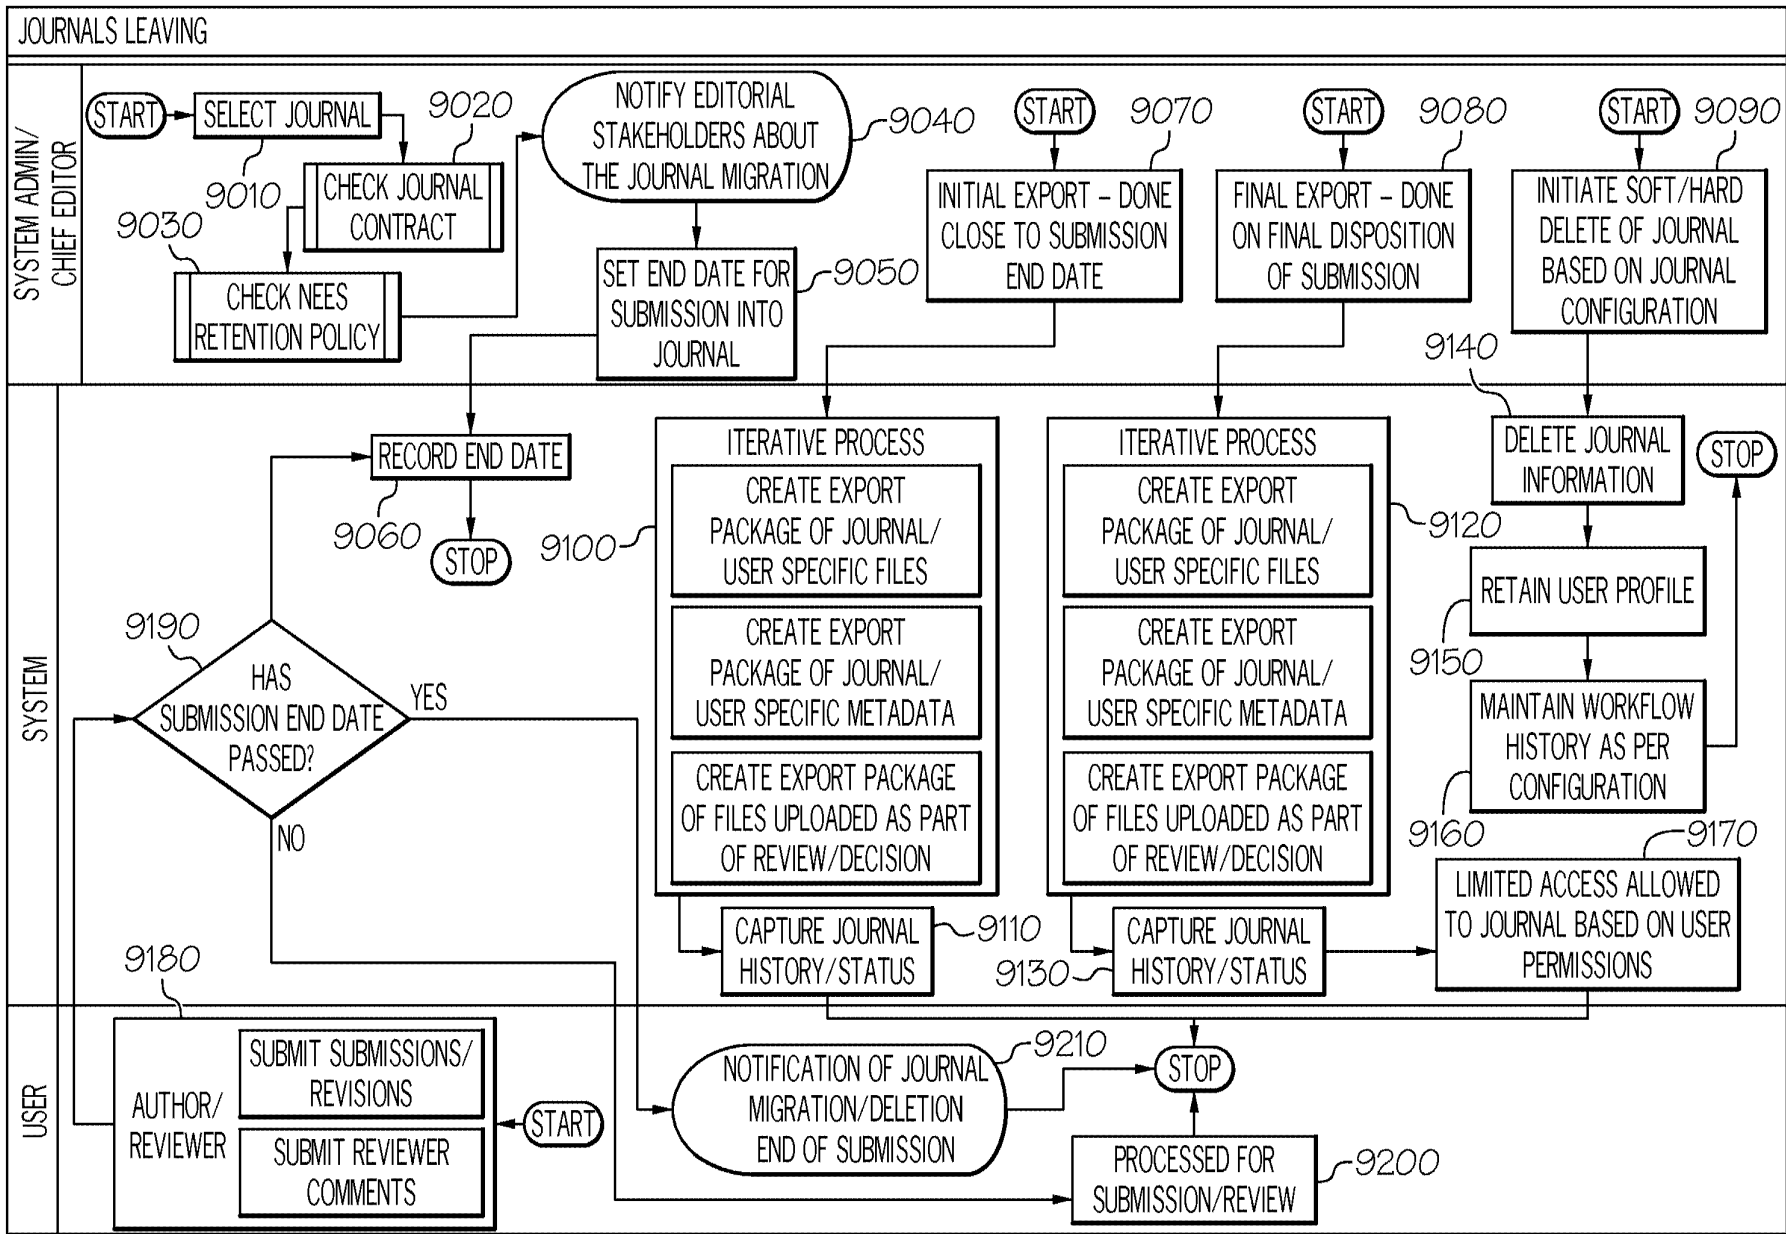 JOURNALS LEAVING
SYSTEM ADMIN/
CHIEF EDITOR
START
SELECT JOURNAL
9010
9020
CHECK JOURNAL
CONTRACT
9030
CHECK NEES
RETENTION POLICY
NOTIFY EDITORIAL
STAKEHOLDERS ABOUT
THE JOURNAL MIGRATION
9040
SET END DATE FOR
SUBMISSION INTO
JOURNAL
9050
START
9070
INITIAL EXPORT – DONE
CLOSE TO SUBMISSION
END DATE
START
9080
FINAL EXPORT – DONE
ON FINAL DISPOSITION
OF SUBMISSION
START
9090
INITIATE SOFT/HARD
DELETE OF JOURNAL
BASED ON JOURNAL
CONFIGURATION
SYSTEM
RECORD END DATE
9060
STOP
9190
HAS
SUBMISSION END DATE
PASSED?
YES
NO
9100
ITERATIVE PROCESS
CREATE EXPORT
PACKAGE OF JOURNAL/
USER SPECIFIC FILES
CREATE EXPORT
PACKAGE OF JOURNAL/
USER SPECIFIC METADATA
CREATE EXPORT PACKAGE
OF FILES UPLOADED AS PART
OF REVIEW/DECISION
CAPTURE JOURNAL
HISTORY/STATUS
9110
ITERATIVE PROCESS
CREATE EXPORT
PACKAGE OF JOURNAL/
USER SPECIFIC FILES
9120
CREATE EXPORT
PACKAGE OF JOURNAL/
USER SPECIFIC METADATA
CREATE EXPORT PACKAGE
OF FILES UPLOADED AS PART
OF REVIEW/DECISION
CAPTURE JOURNAL
HISTORY/STATUS
9130
9140
DELETE JOURNAL
INFORMATION
STOP
RETAIN USER PROFILE
9150
MAINTAIN WORKFLOW
HISTORY AS PER
CONFIGURATION
9160
9170
LIMITED ACCESS ALLOWED
TO JOURNAL BASED ON USER
PERMISSIONS
USER
9180
AUTHOR/
REVIEWER
SUBMIT SUBMISSIONS/
REVISIONS
SUBMIT REVIEWER
COMMENTS
START
NOTIFICATION OF JOURNAL
MIGRATION/DELETION
END OF SUBMISSION
9210
STOP
PROCESSED FOR
SUBMISSION/REVIEW
9200